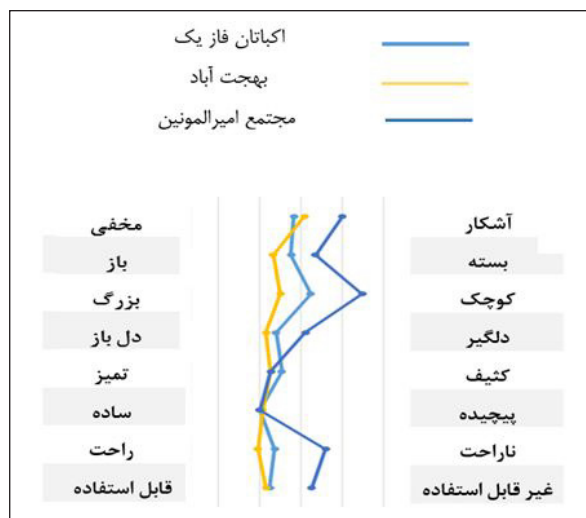 اکباتان فاز یک
بهجت آباد
مجتمع امیرالمونین
مخفی آشکار
باز بسته
بزرگ کوچک
دل باز دلگیر
تمیز کثیف
ساده پیچیده
راحت ناراحت
قابل استفاده غیر قابل استفاده